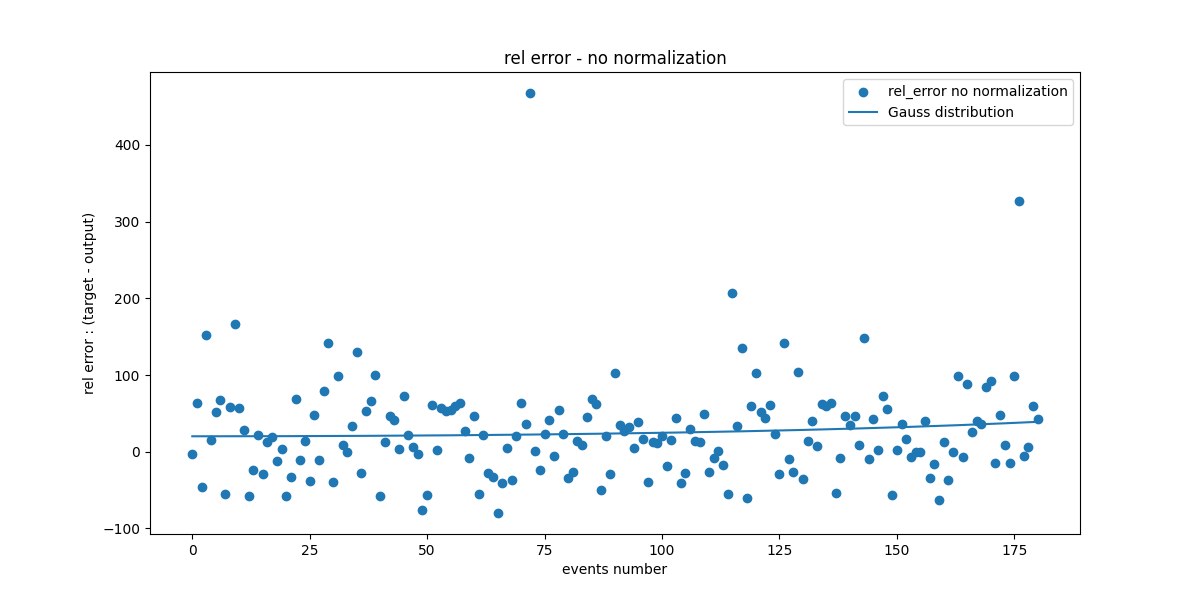 rel error - no normalization
rel_error no normalization
Gauss distribution
400
300
200
100
0
−100
rel error : (target - output)
0
25
50
75
100
125
150
175
events number